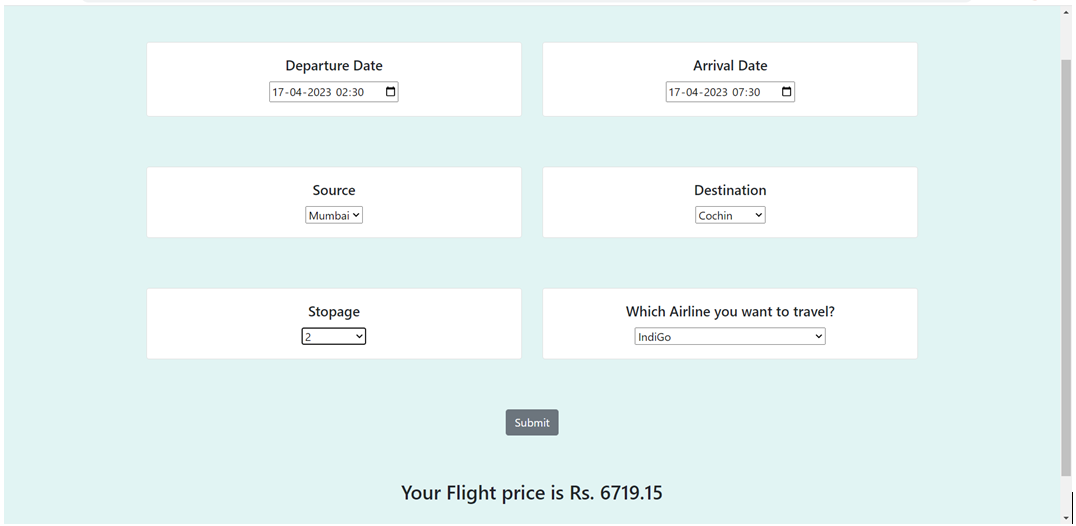 Departure Date
17-04-2023 02:30
Arrival Date
17-04-2023 07:30
Source
Mumbai
Destination
Cochin
Stopage
2
Which Airline you want to travel?
IndiGo
Submit
Your Flight price is Rs. 6719.15